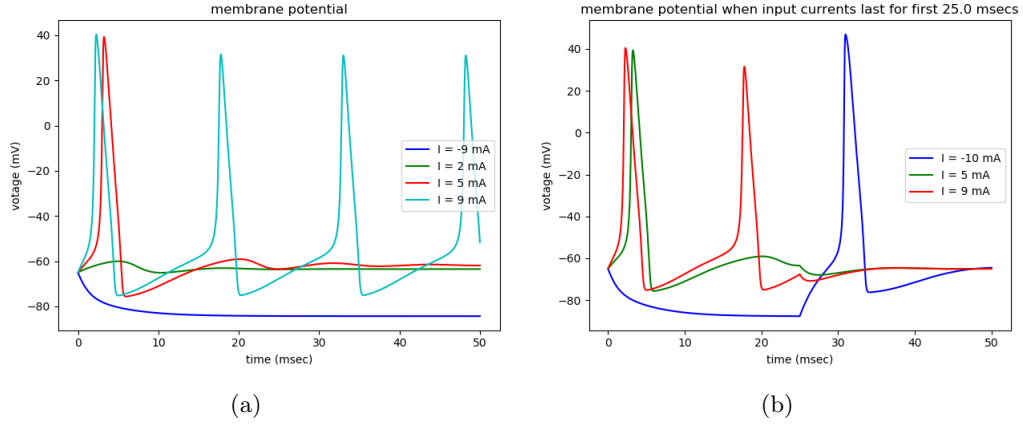 membrane potential
40
20
0
−20
−40
−60
−80
votage (mV)
0
10
20
30
40
50
time (msec)
I = -9 mA
I = 2 mA
I = 5 mA
I = 9 mA
(a)
membrane potential when input currents last for first 25.0 msecs
40
20
0
−20
−40
−60
−80
votage (mV)
0
10
20
30
40
50
time (msec)
I = -10 mA
I = 5 mA
I = 9 mA
(b)